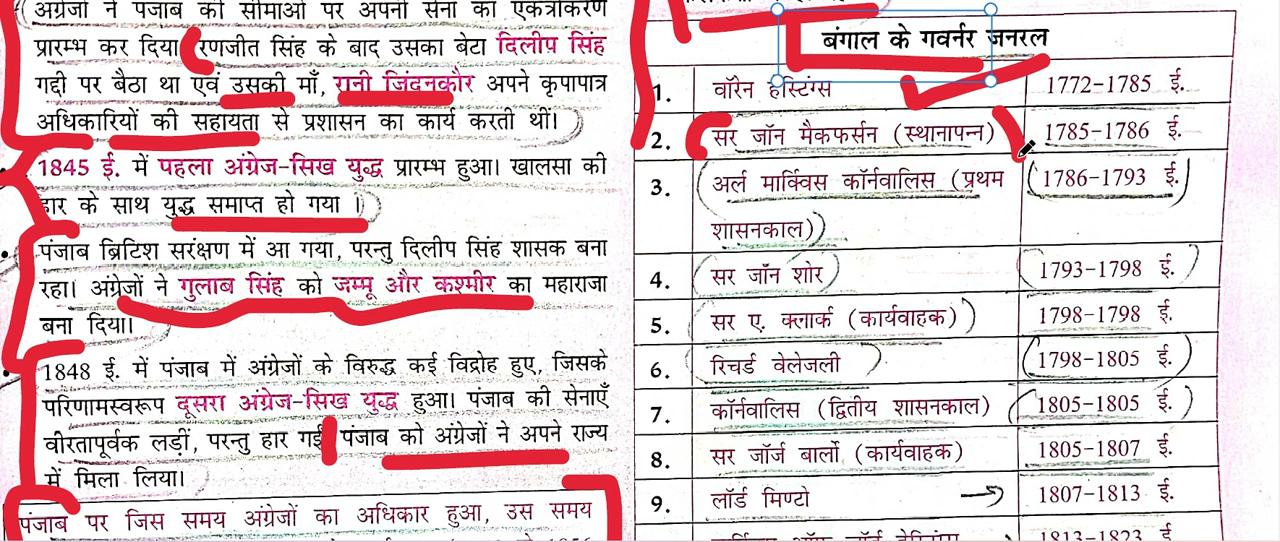 अंग्रेजों ने पंजाब की सीमाओं पर अपनी सेना का एकत्रीकरण
प्रारम्भ कर दिया। रणजीत सिंह के बाद उसका बेटा दिलीप सिंह
गद्दी पर बैठा था एवं उसकी माँ, रानी जिंदनकौर अपने कृपापात्र
अधिकारियों की सहायता से प्रशासन का कार्य करती थीं।
1845 ई. में पहला अंग्रेज-सिख युद्ध प्रारम्भ हुआ। खालसा की
हार के साथ युद्ध समाप्त हो गया ।
पंजाब ब्रिटिश सरंक्षण में आ गया, परन्तु दिलीप सिंह शासक बना
रहा। अंग्रेजों ने गुलाब सिंह को जम्मू और कश्मीर का महाराजा
बना दिया।
1848 ई. में पंजाब में अंग्रेजों के विरुद्ध कई विद्रोह हुए, जिसके
परिणामस्वरूप दूसरा अंग्रेज-सिख युद्ध हुआ। पंजाब की सेनाएँ
वीरतापूर्वक लड़ीं, परन्तु हार गई पंजाब को अंग्रेजों ने अपने राज्य
में मिला लिया।
पंजाब पर जिस समय अंग्रेजों का अधिकार हुआ, उस समय
बंगाल के गवर्नर जनरल
1. वॉरेन हेस्टिंग्स 1772-1785 ई.
2. सर जॉन मैकफर्सन (स्थानापन्न) 1785-1786 ई.
3. अर्ल मार्क्विस कॉर्नवालिस (प्रथम 1786-1793 ई.
शासनकाल)
4. सर जॉन शोर 1793-1798 ई.
5. सर ए. क्लार्क (कार्यवाहक) 1798-1798 ई.
6. रिचर्ड वेलेजली 1798-1805 ई.
7. कॉर्नवालिस (द्वितीय शासनकाल) 1805-1805 ई.
8. सर जॉर्ज बार्लो (कार्यवाहक) 1805-1807 ई.
9. लॉर्ड मिण्टो 1807-1813 ई.
1813-1823 ई